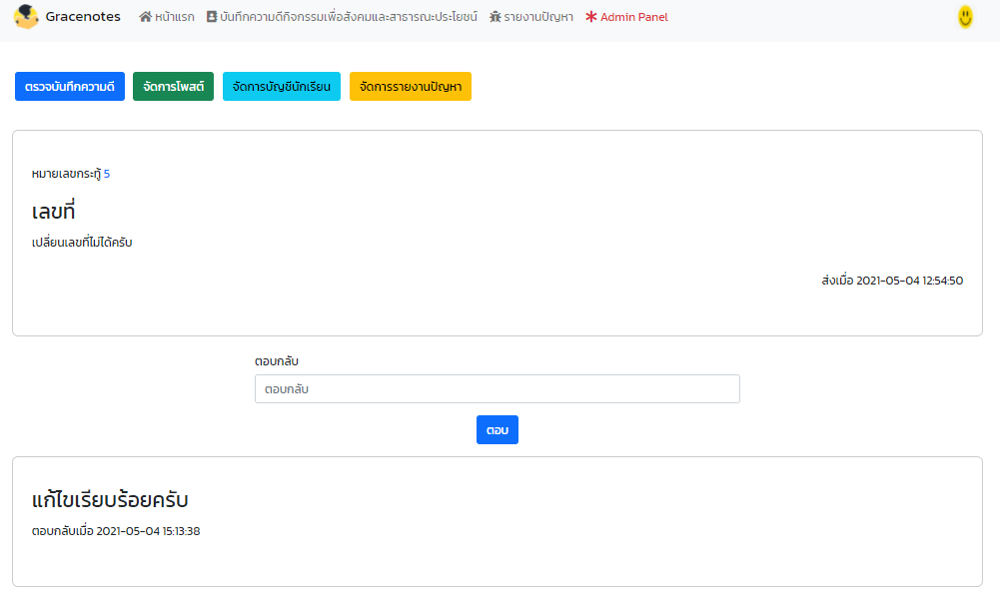 Gracenotes หน้าแรก บันทึกความดีกิจกรรมเพื่อสังคมและสาธารณะประโยชน์ รายงานปัญหา Admin Panel
ตรวจบันทึกความดี จัดการโพสต์ จัดการบัญชีนักเรียน จัดการรายงานปัญหา
หมายเลขกระทู้ 5
เลขที่
เปลี่ยนเลขที่ไม่ได้ครับ
ส่งเมื่อ 2021-05-04 12:54:50
ตอบกลับ
ตอบกลับ
ตอบ
แก้ไขเรียบร้อยครับ
ตอบกลับเมื่อ 2021-05-04 15:13:38